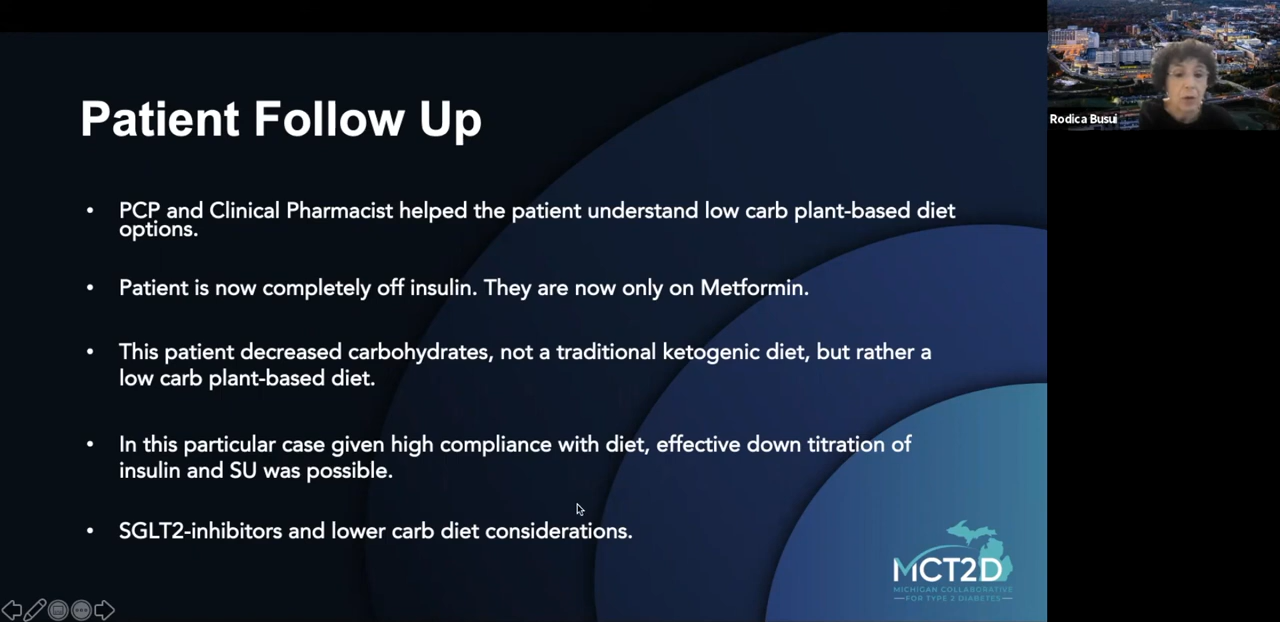 Patient Follow Up
• PCP and Clinical Pharmacist helped the patient understand low carb plant-based diet
options.
• Patient is now completely off insulin. They are now only on Metformin.
• This patient decreased carbohydrates, not a traditional ketogenic diet, but rather a
low carb plant-based diet.
• In this particular case given high compliance with diet, effective down titration of
insulin and SU was possible.
• SGLT2-inhibitors and lower carb diet considerations.
MCT2D
MICHIGAN COLLABORATIVE
FOR TYPE 2 DIABETES
Rodica Busui